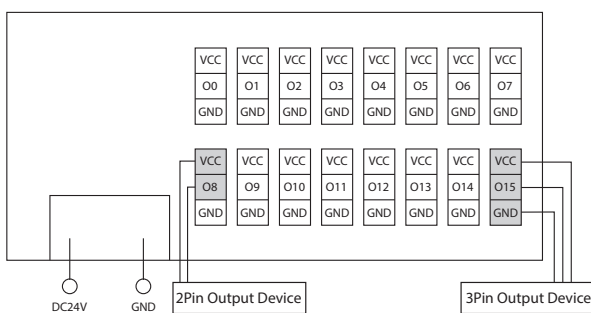 VCC VCC VCC VCC VCC VCC VCC VCC
O0 O1 O2 O3 O4 O5 O6 O7
GND GND GND GND GND GND GND GND
VCC VCC VCC VCC VCC VCC VCC VCC
O8 O9 O10 O11 O12 O13 O14 O15
GND GND GND GND GND GND GND GND
DC24V GND 2Pin Output Device 3Pin Output Device